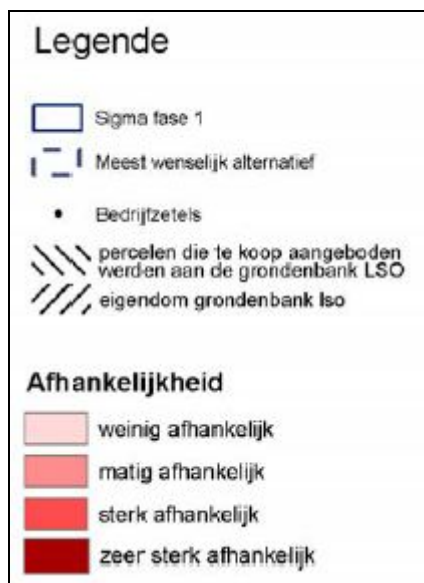 Legende
Sigma fase 1
Meest wenselijk alternatief
Bedrijfzetels
percelen die te koop aangeboden
werden aan de grondenbank LSO
eigendom grondenbank lso
Afhankelijkheid
weinig afhankelijk
matig afhankelijk
sterk afhankelijk
zeer sterk afhankelijk